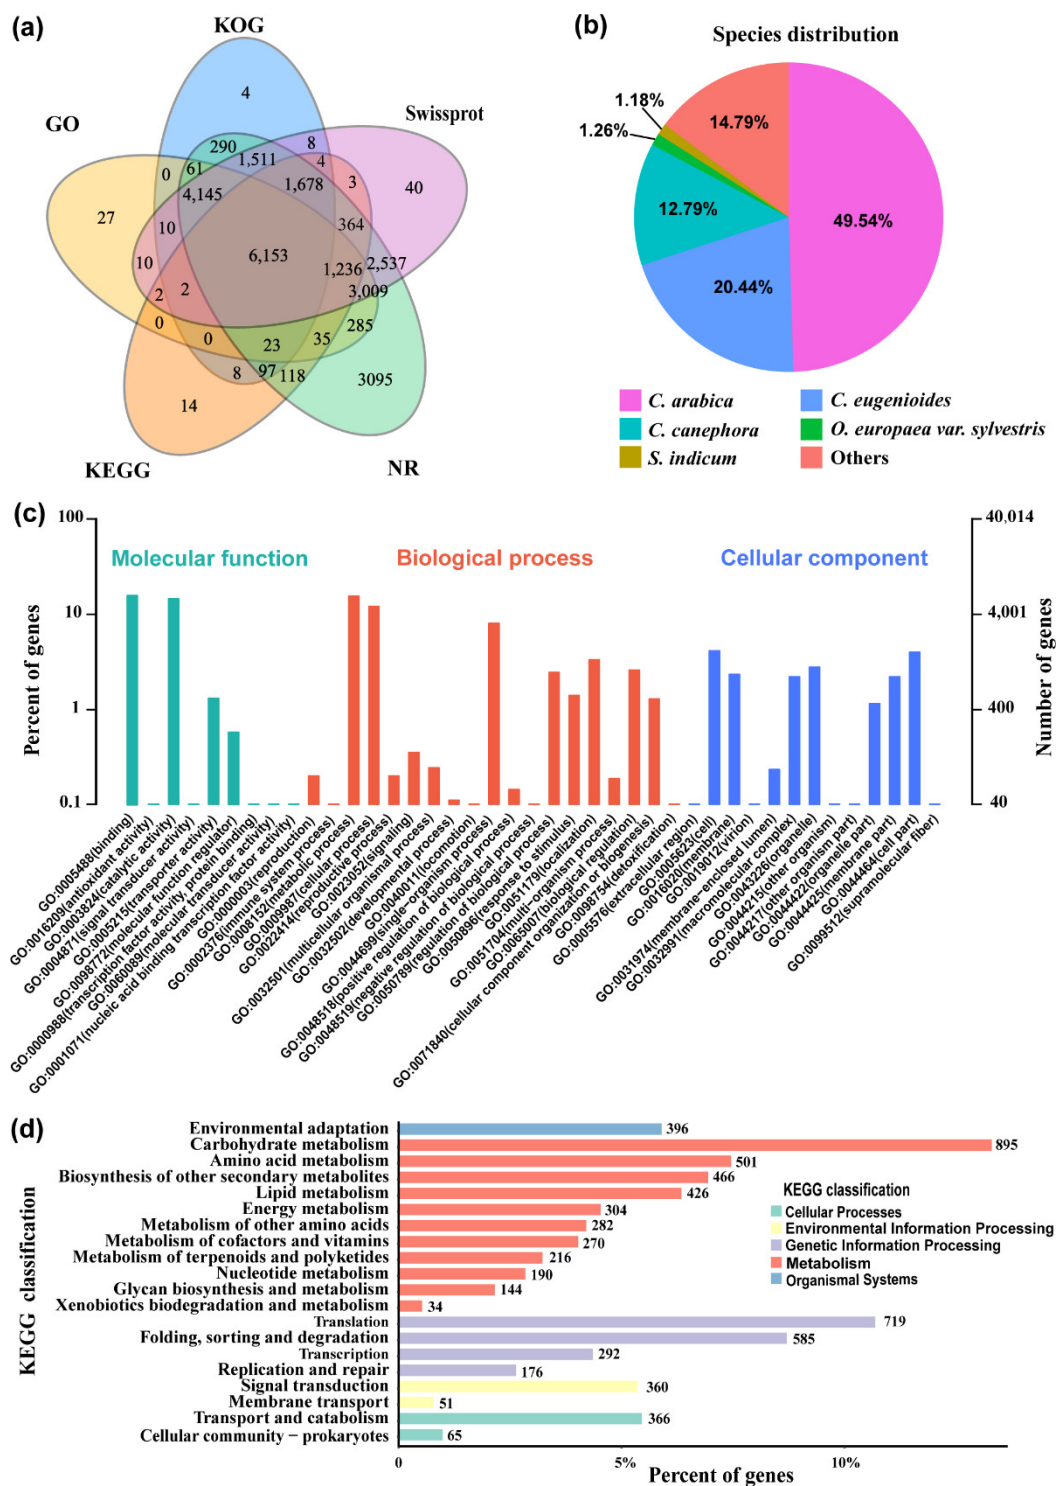 (a)
KOG
GO
Swissprot
KEGG
NR
4
290
1,511
8
4
61
0
4,145
1,678
3
40
27
10
364
6,153
10
1,236
2,537
2
2
3,009
0
0
285
23
35
8
97
118
3095
14
(b)
Species distribution
1.18%
1.26%
14.79%
12.79%
49.54%
20.44%
C. arabica
C. eugenioides
C. canephora
O. europaea var. sylvestris
S. indicum
Others
(c)
100
10
1
0.1
Percent of genes
Molecular function
Biological process
Cellular component
40,014
4,001
400
40
Number of genes
GO:0005488(binding)
GO:0016209(antioxidant activity)
GO:0003824(catalytic activity)
GO:0004871(signal transducer activity)
GO:0005215(transporter activity)
GO:0098772(molecular function regulator)
GO:0000988(transcription factor activity, protein binding)
GO:0060089(molecular transducer activity)
GO:0001071(nucleic acid binding transcription factor activity)
GO:0000003(reproduction)
GO:0002376(immune system process)
GO:0008152(metabolic process)
GO:0009987(cellular process)
GO:0022414(reproductive process)
GO:0023052(signaling)
GO:0032501(multicellular organismal process)
GO:0032502(developmental process)
GO:0040011(locomotion)
GO:0044699(single-organism process)
GO:0048518(positive regulation of biological process)
GO:0048519(negative regulation of biological process)
GO:0050789(regulation of biological process)
GO:0050896(response to stimulus)
GO:0051179(localization)
GO:0051704(multi-organism process)
GO:0065007(biological regulation)
GO:0071840(cellular component organization or biogenesis)
GO:0098754(detoxification)
GO:0005576(extracellular region)
GO:0005623(cell)
GO:0016020(membrane)
GO:0019012(virion)
GO:0031974(membrane-enclosed lumen)
GO:0032991(macromolecular complex)
GO:0043226(organelle)
GO:0044215(other organism)
GO:0044217(other organism part)
GO:0044422(organelle part)
GO:0044425(membrane part)
GO:0044464(cell part)
GO:0099512(supramolecular fiber)
(d)
KEGG classification
Environmental adaptation 396
Carbohydrate metabolism 895
Amino acid metabolism 501
Biosynthesis of other secondary metabolites 466
Lipid metabolism 426
Energy metabolism 304
Metabolism of other amino acids 282
Metabolism of cofactors and vitamins 270
Metabolism of terpenoids and polyketides 216
Nucleotide metabolism 190
Glycan biosynthesis and metabolism 144
Xenobiotics biodegradation and metabolism 34
Translation 719
Folding, sorting and degradation 585
Transcription 292
Replication and repair 176
Signal transduction 360
Membrane transport 51
Transport and catabolism 366
Cellular community − prokaryotes 65
KEGG classification
Cellular Processes
Environmental Information Processing
Genetic Information Processing
Metabolism
Organismal Systems
0
5%
10%
Percent of genes